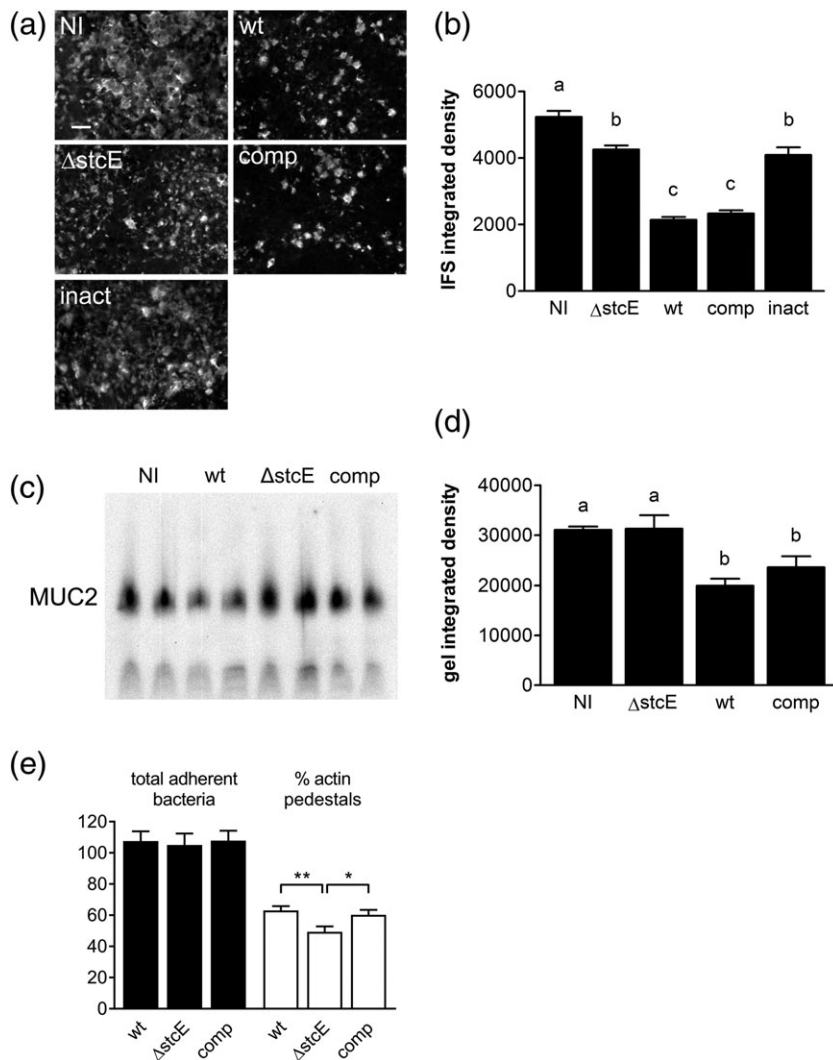 (a)
NI
wt
ΔstcE
comp
inact
(b)
IFS integrated density
6000
4000
2000
0
a
b
c
c
b
NI ΔstcE wt comp inact
(c)
NI wt ΔstcE comp
MUC2
(d)
gel integrated density
40000
30000
20000
10000
0
a
a
b
b
NI ΔstcE wt comp
(e)
total adherent
bacteria
% actin
pedestals
120
100
80
60
40
20
0
** *
wt ΔstcE comp wt ΔstcE comp